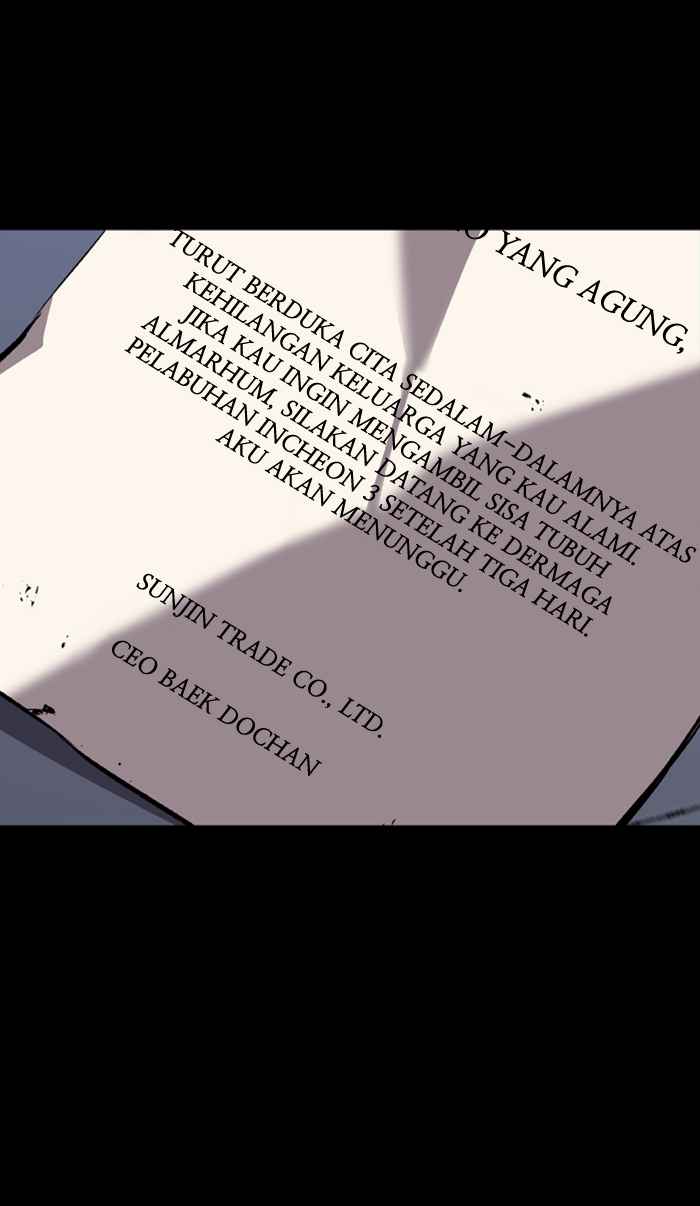 YANG AGUNG,
TURUT BERDUKA CITA SEDALAM-DALAMNYA ATAS
KEHILANGAN KELUARGA YANG KAU ALAMI.
JIKA KAU INGIN MENGAMBIL SISA TUBUH
ALMARHUM, SILAKAN DATANG KE DERMAGA
PELABUHAN INCHEON 3 SETELAH TIGA HARI.
AKU AKAN MENUNGGU.
SUNJIN TRADE CO., LTD.
CEO BAEK DOCHAN